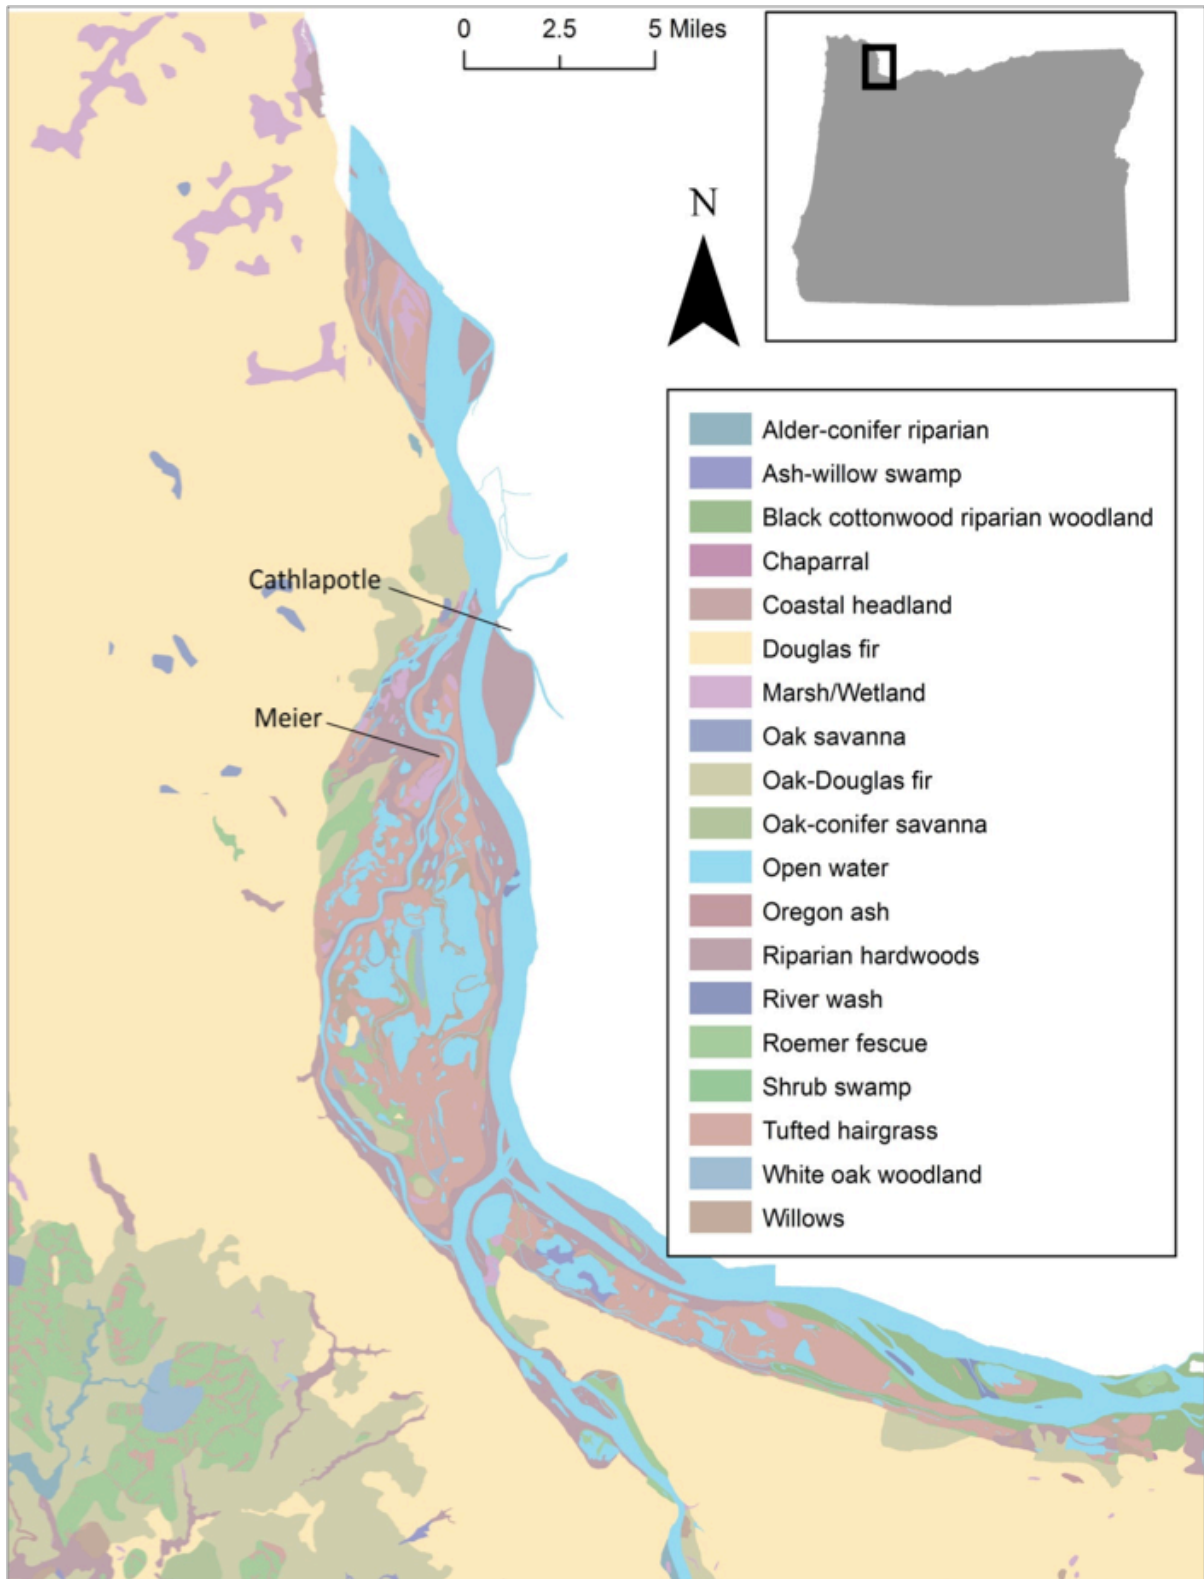 0 2.5 5 Miles
N
Cathlapotle
Meier
Alder-conifer riparian
Ash-willow swamp
Black cottonwood riparian woodland
Chaparral
Coastal headland
Douglas fir
Marsh/Wetland
Oak savanna
Oak-Douglas fir
Oak-conifer savanna
Open water
Oregon ash
Riparian hardwoods
River wash
Roemer fescue
Shrub swamp
Tufted hairgrass
White oak woodland
Willows